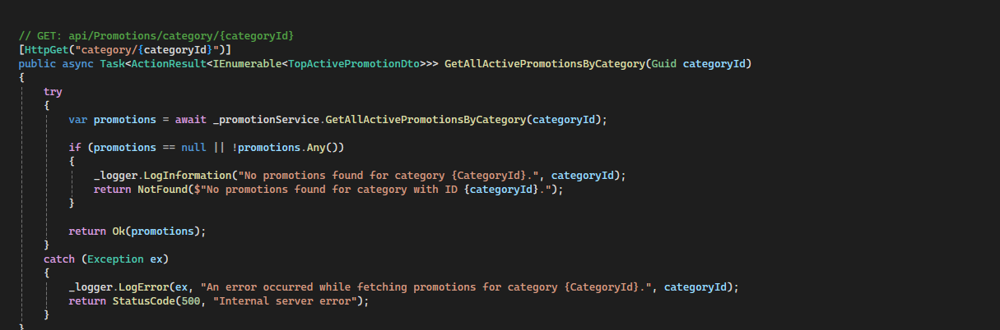 // GET: api/Promotions/category/{categoryId}
[HttpGet("category/{categoryId}")]
public async Task<ActionResult<IEnumerable<TopActivePromotionDto>>> GetAllActivePromotionsByCategory(Guid categoryId)
{
    try
    {
        var promotions = await _promotionService.GetAllActivePromotionsByCategory(categoryId);

        if (promotions == null || !promotions.Any())
        {
            _logger.LogInformation("No promotions found for category {CategoryId}.", categoryId);
            return NotFound($"No promotions found for category with ID {categoryId}.");
        }

        return Ok(promotions);
    }
    catch (Exception ex)
    {
        _logger.LogError(ex, "An error occurred while fetching promotions for category {CategoryId}.", categoryId);
        return StatusCode(500, "Internal server error");
    }
}